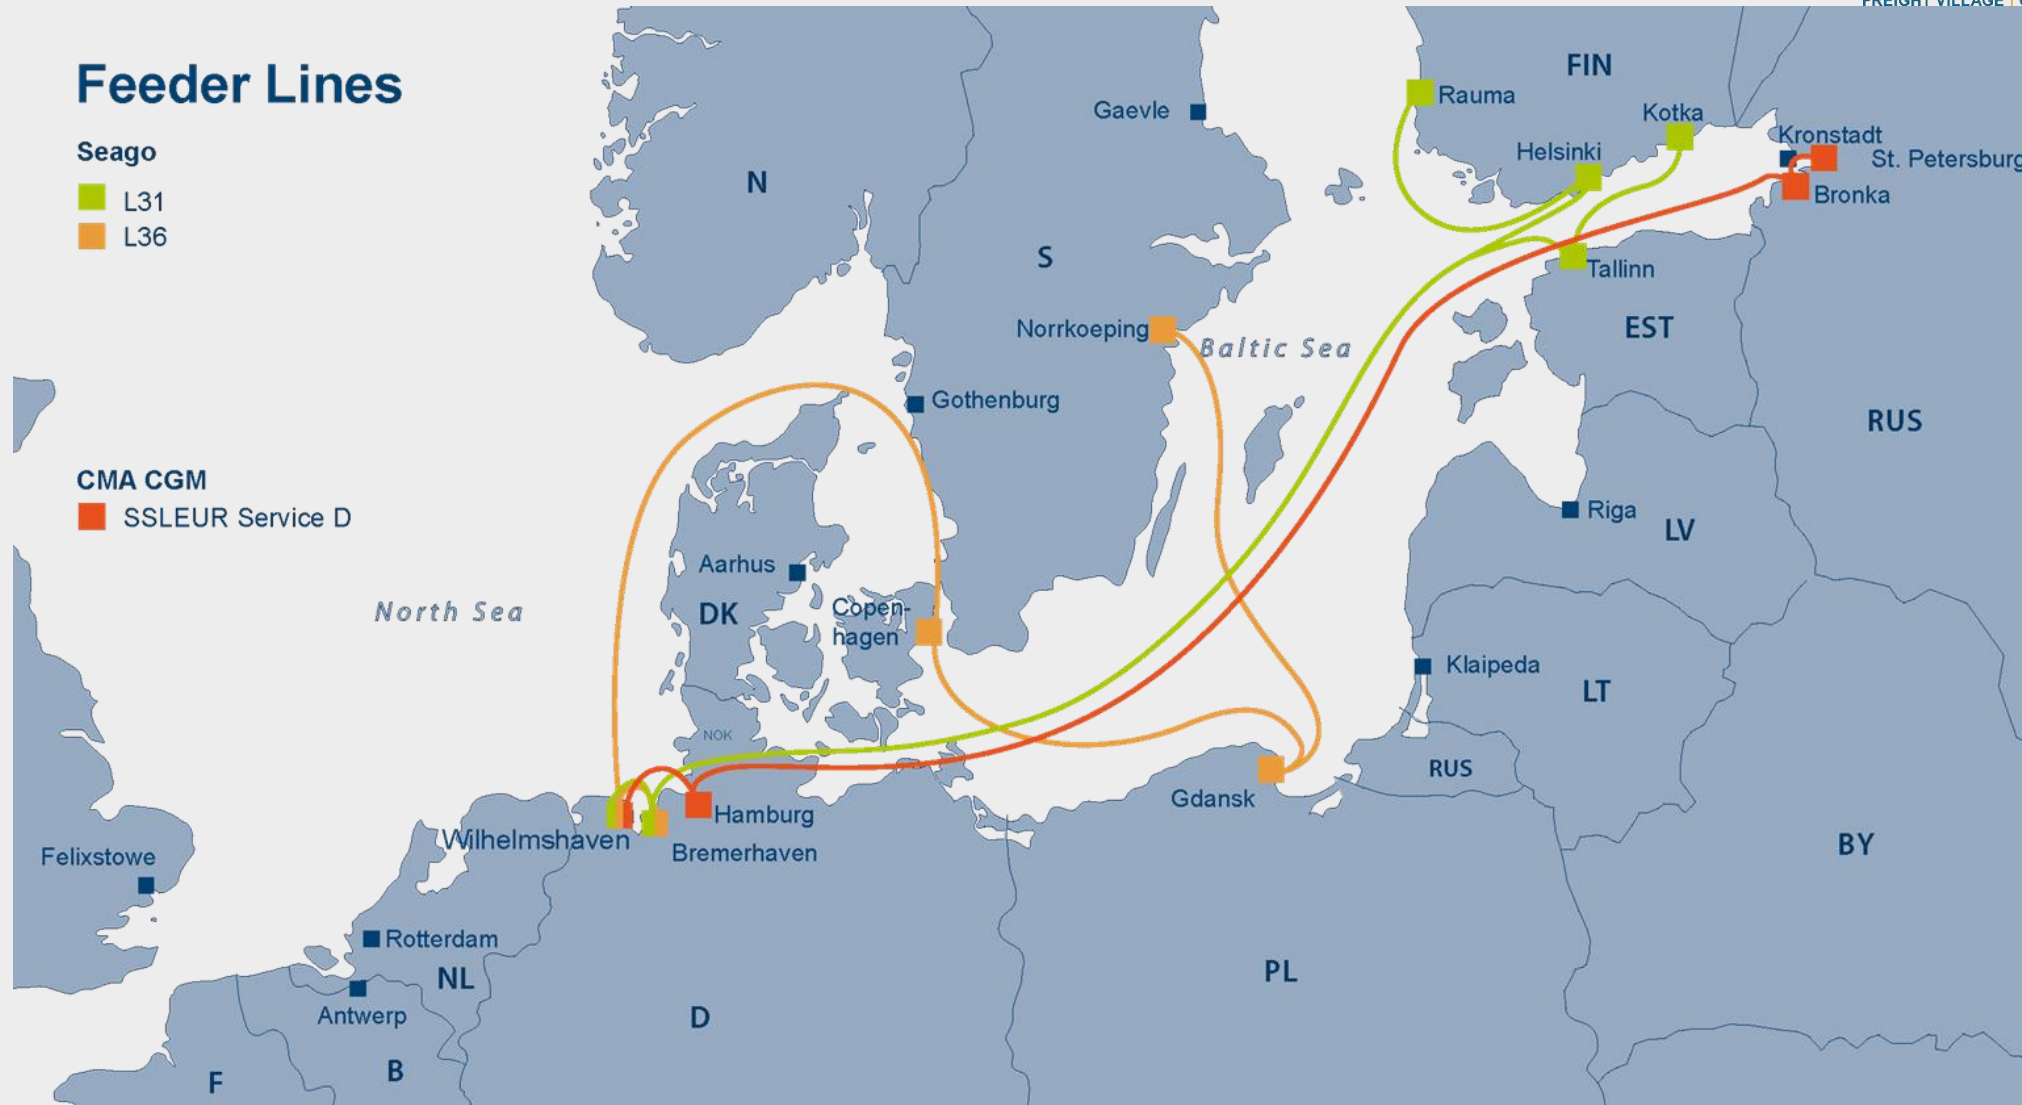 FREIGHT VILLAGE
Feeder Lines
Seago
L31
L36
CMA CGM
SSLEUR Service D
North Sea
Baltic Sea
N
S
FIN
Gaevle
Rauma
Kotka
Helsinki
Kronstadt
St. Petersburg
Bronka
Tallinn
EST
Norrkoeping
Gothenburg
RUS
Riga
LV
Aarhus
DK
Copen-
hagen
Klaipeda
LT
NOK
RUS
Gdansk
Hamburg
Wilhelmshaven
Bremerhaven
BY
Felixstowe
Rotterdam
NL
Antwerp
PL
D
B
F